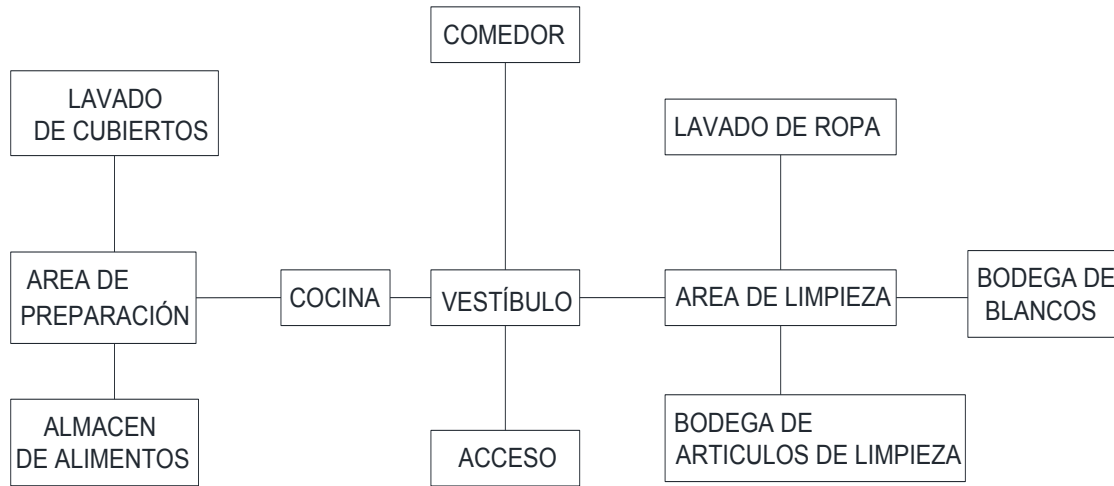 COMEDOR
LAVADO
DE CUBIERTOS
LAVADO DE ROPA
AREA DE
PREPARACIÓN
COCINA
VESTÍBULO
AREA DE LIMPIEZA
BODEGA DE
BLANCOS
ALMACEN
DE ALIMENTOS
ACCESO
BODEGA DE
ARTICULOS DE LIMPIEZA